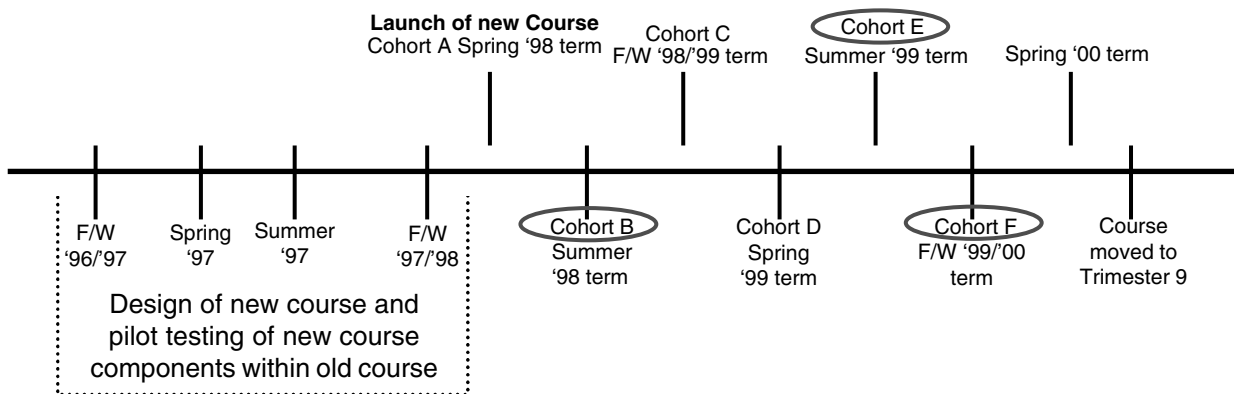 Launch of new Course
Cohort A Spring ‘98 term
Cohort C
F/W ‘98/’99 term
Cohort E
Summer ‘99 term
Spring ‘00 term
F/W
‘96/’97
Spring
‘97
Summer
‘97
F/W
‘97/’98
Cohort B
Summer
‘98 term
Cohort D
Spring
‘99 term
Cohort F
F/W ‘99/’00
term
Course
moved to
Trimester 9
Design of new course and
pilot testing of new course
components within old course